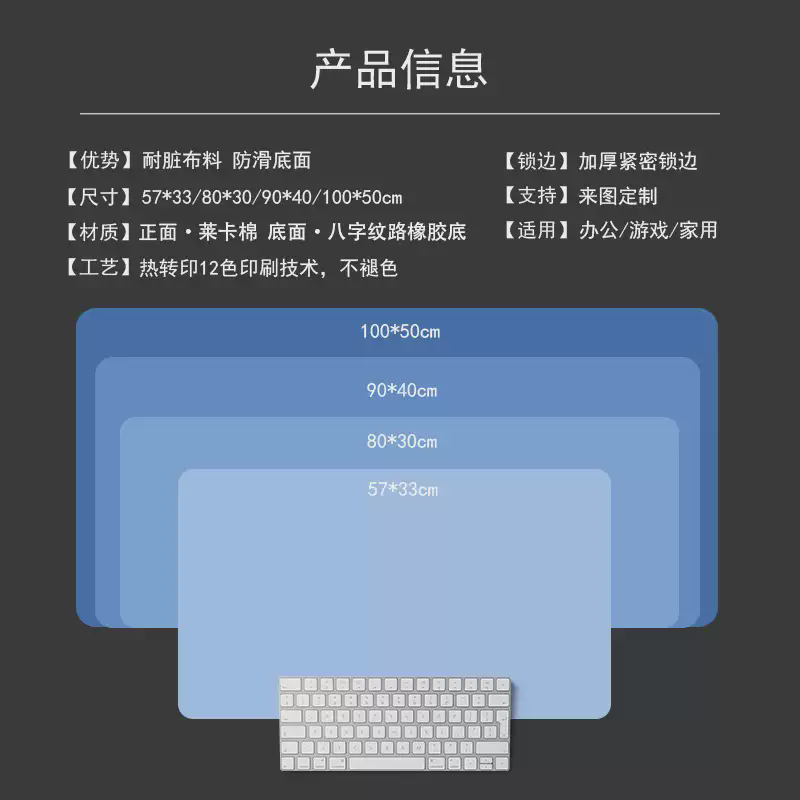 产品信息
【优势】耐脏布料 防滑底面
【尺寸】57*33/80*30/90*40/100*50cm
【材质】正面·莱卡棉 底面·八字纹路橡胶底
【工艺】热转印12色印刷技术，不褪色
【锁边】加厚紧密锁边
【支持】来图定制
【适用】办公/游戏/家用
100*50cm
90*40cm
80*30cm
57*33cm